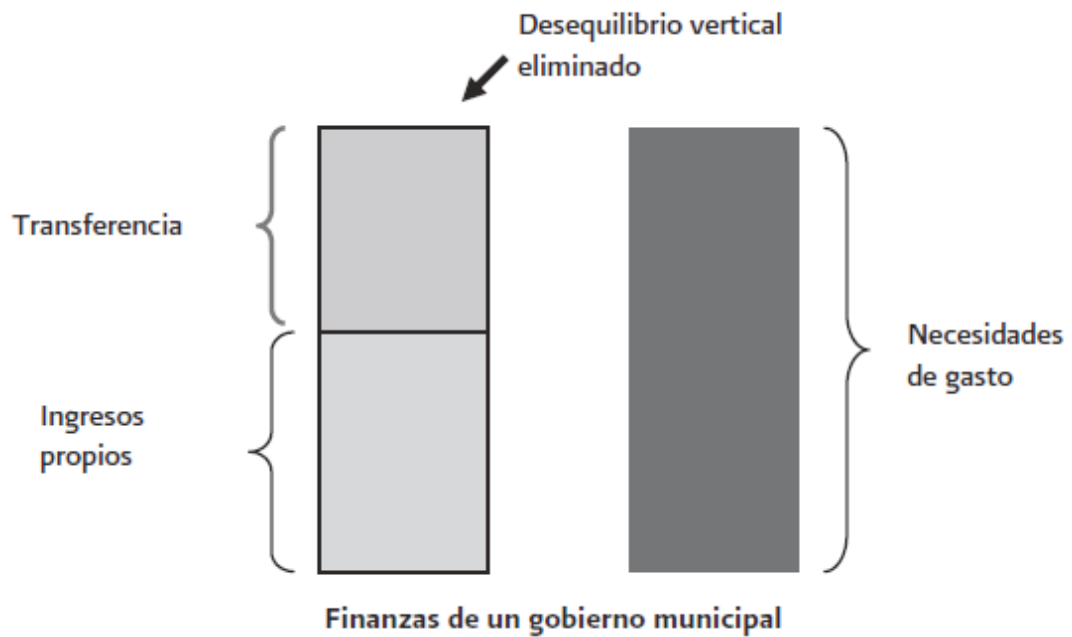 Desequilibrio vertical
eliminado
Transferencia
Necesidades
de gasto
Ingresos
propios
Finanzas de un gobierno municipal